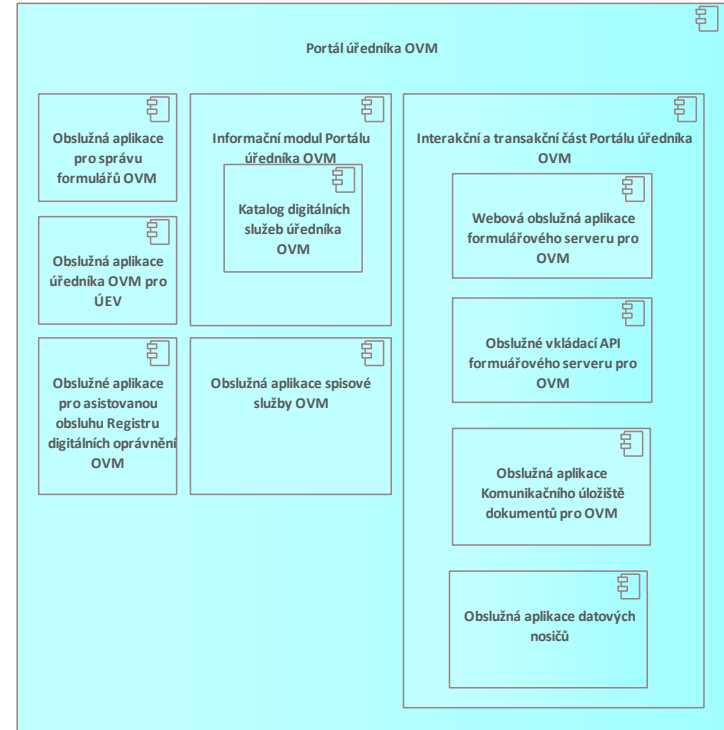 Portál úředníka OVM
Obslužná aplikace
pro správu
formulářů OVM
Obslužná aplikace
úředníka OVM pro
ÚEV
Obslužné aplikace
pro asistovanou
obsluhu Registru
digitálních oprávnění
OVM
Informační modul Portálu
úředníka OVM
Katalog digitálních
služeb úředníka
OVM
Obslužná aplikace spisové
služby OVM
Interakční a transakční část Portálu úředníka
OVM
Webová obslužná aplikace
formulářového serveru pro
OVM
Obslužné vkládací API
formuářového serveru pro
OVM
Obslužná aplikace
Komunikačního úložiště
dokumentů pro OVM
Obslužná aplikace datových
nosičů